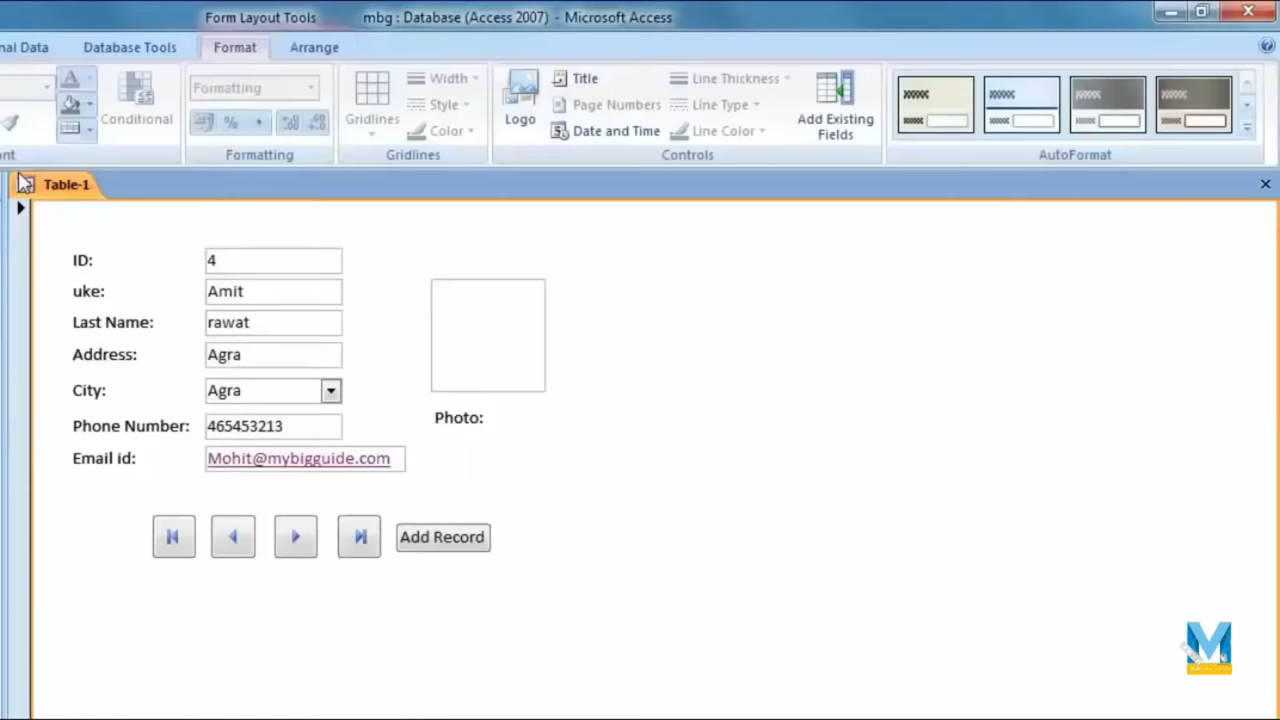 Form Layout Tools mbg : Database (Access 2007) - Microsoft Access
nal Data Database Tools Format Arrange
Formatting Width Title Line Thickness
% , Style Page Numbers Line Type
Conditional Gridlines Color Logo Date and Time Line Color Add Existing Fields
nt Formatting Gridlines Controls AutoFormat
Table-1
ID: 4
uke: Amit
Last Name: rawat
Address: Agra
City: Agra
Phone Number: 465453213
Photo:
Email id: Mohit@mybigguide.com
Add Record